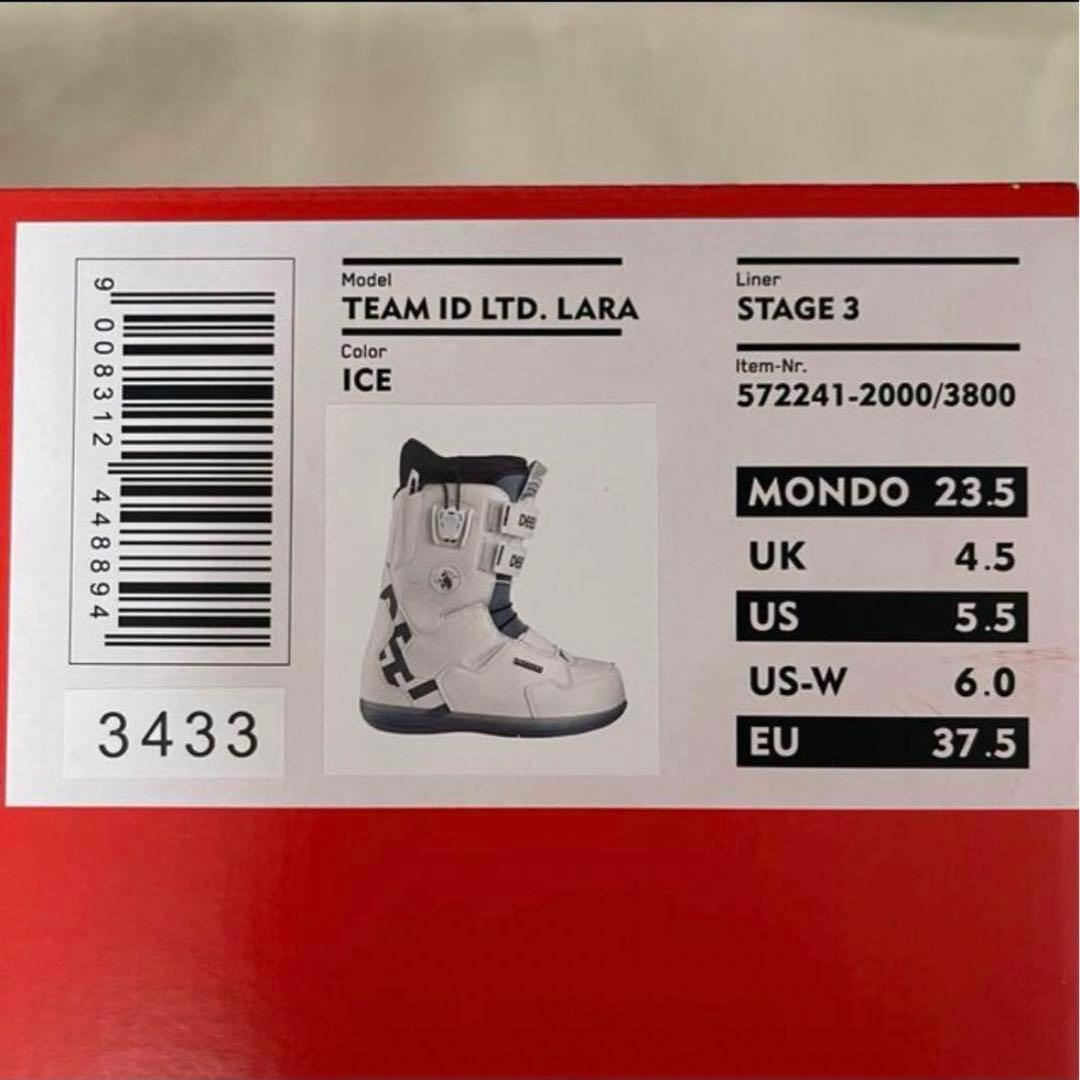 9 008312 448894
3433
Model
TEAM ID LTD. LARA
Color
ICE
Liner
STAGE 3
Item-Nr.
572241-2000/3800
MONDO 23.5
UK 4.5
US 5.5
US-W 6.0
EU 37.5